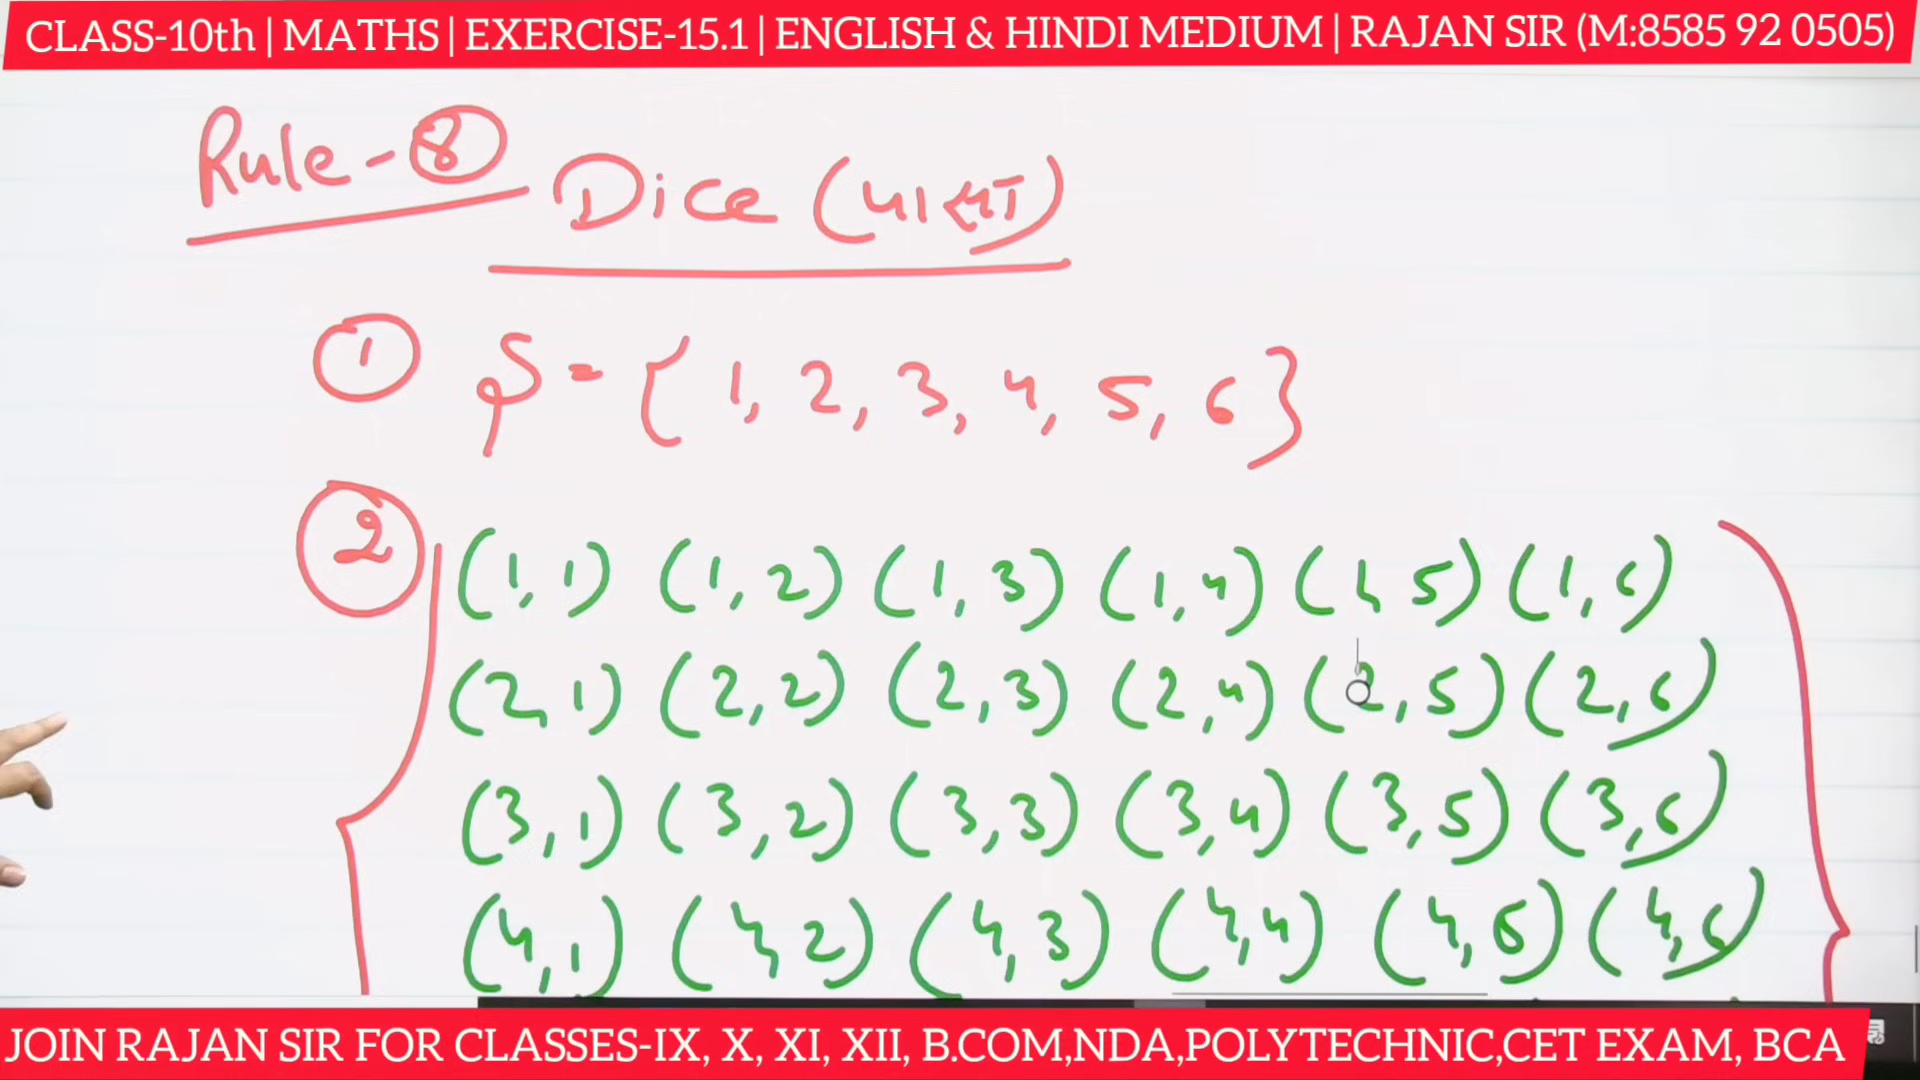 CLASS-10th | MATHS | EXERCISE-15.1 | ENGLISH & HINDI MEDIUM | RAJAN SIR (M:8585 92 0505)
Rule-8
Dice (पासा)
1 S = { 1, 2, 3, 4, 5, 6 }
2 (1, 1) (1, 2) (1, 3) (1, 4) (1, 5) (1, 6)
(2, 1) (2, 2) (2, 3) (2, 4) (2, 5) (2, 6)
(3, 1) (3, 2) (3, 3) (3, 4) (3, 5) (3, 6)
(4, 1) (4, 2) (4, 3) (4, 4) (4, 5) (4, 6)
JOIN RAJAN SIR FOR CLASSES-IX, X, XI, XII, B.COM,NDA,POLYTECHNIC,CET EXAM, BCA